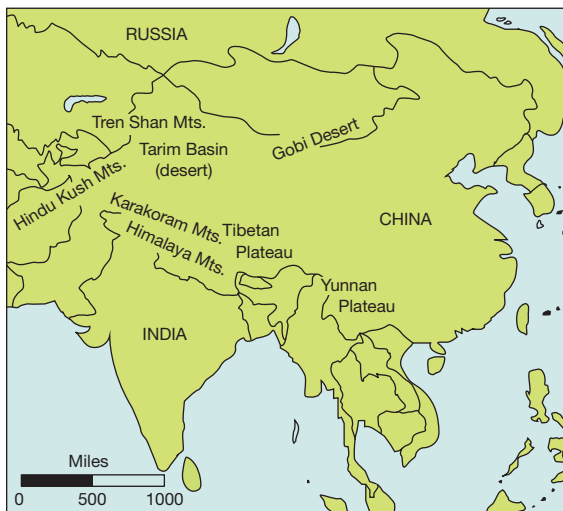 RUSSIA
Tren Shan Mts.
Gobi Desert
Tarim Basin
(desert)
Hindu Kush Mts.
Karakoram Mts.
Himalaya Mts.
Tibetan
Plateau
CHINA
Yunnan
Plateau
INDIA
Miles
0 500 1000